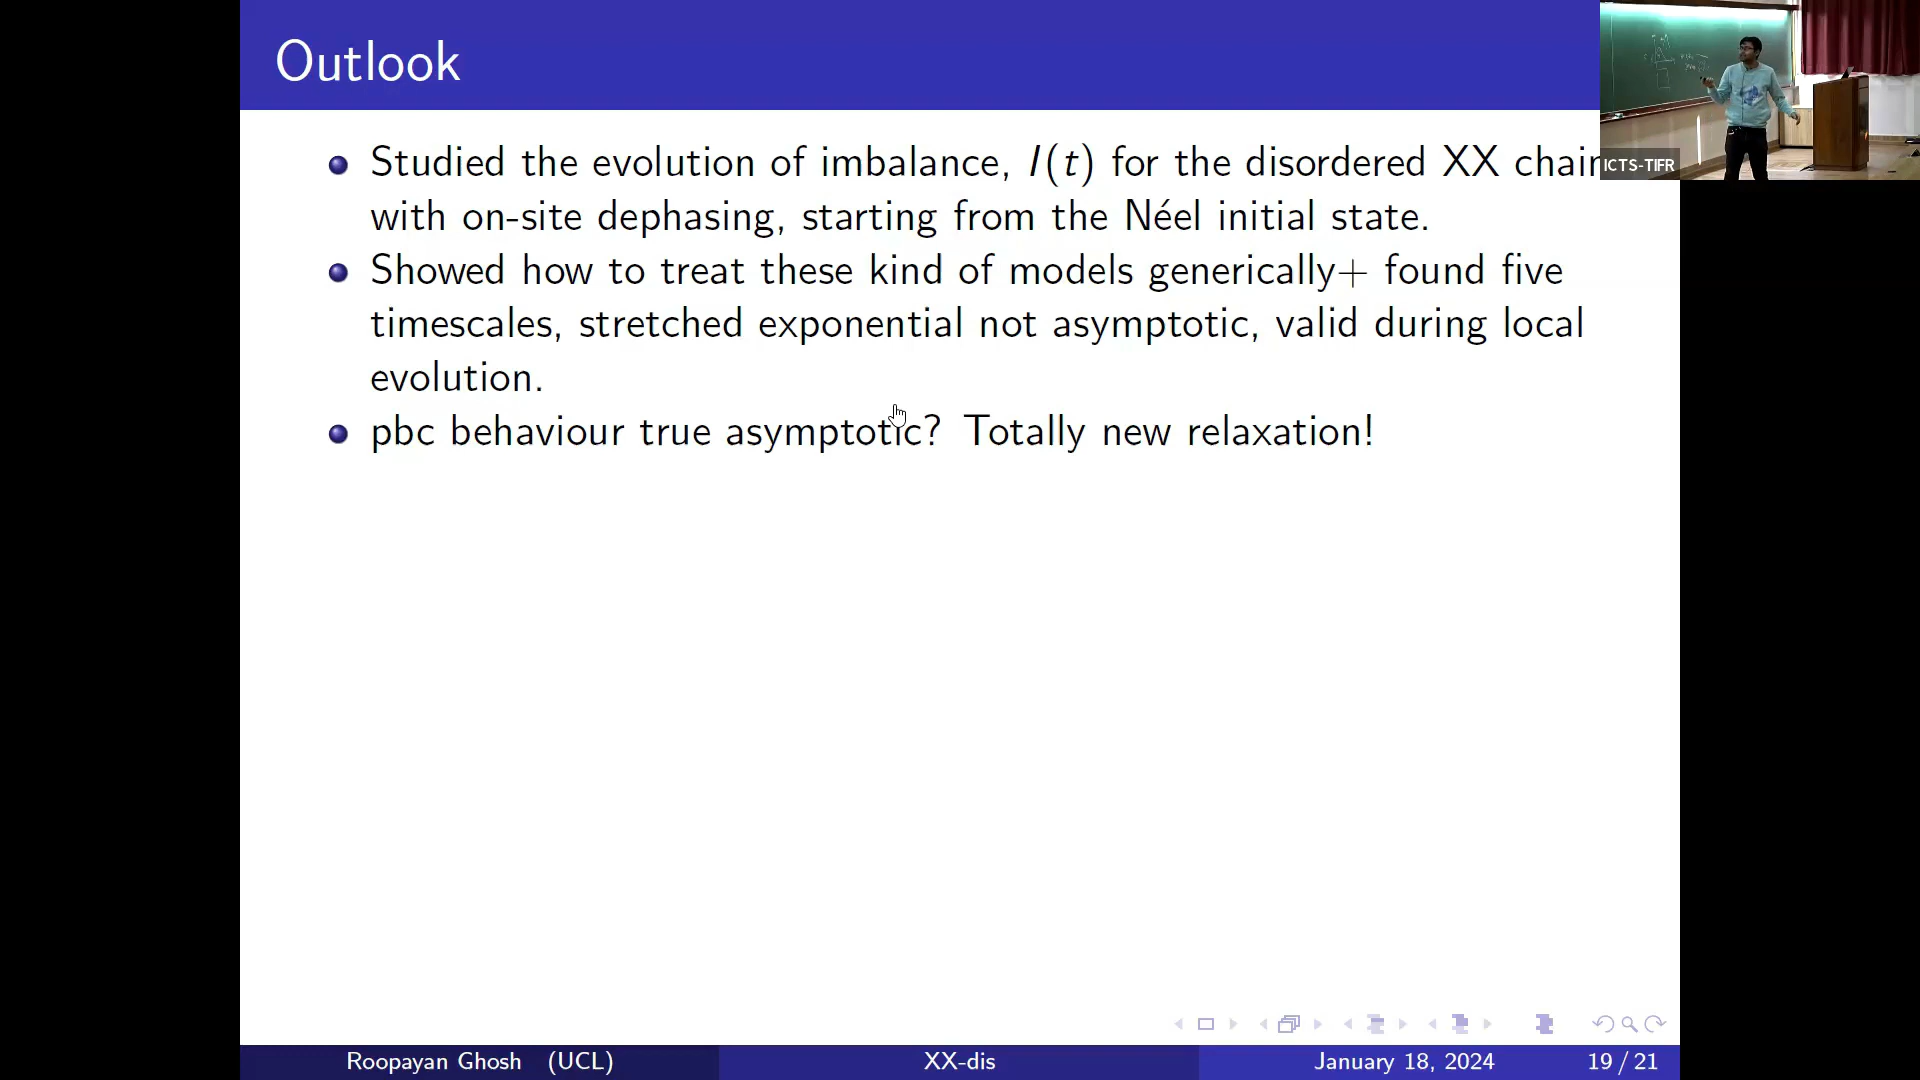 Outlook
Studied the evolution of imbalance, I(t) for the disordered XX chain
with on-site dephasing, starting from the Néel initial state.
Showed how to treat these kind of models generically+ found five
timescales, stretched exponential not asymptotic, valid during local
evolution.
pbc behaviour true asymptotic? Totally new relaxation!
ICTS-TIFR
Roopayan Ghosh (UCL)
XX-dis
January 18, 2024
19 / 21